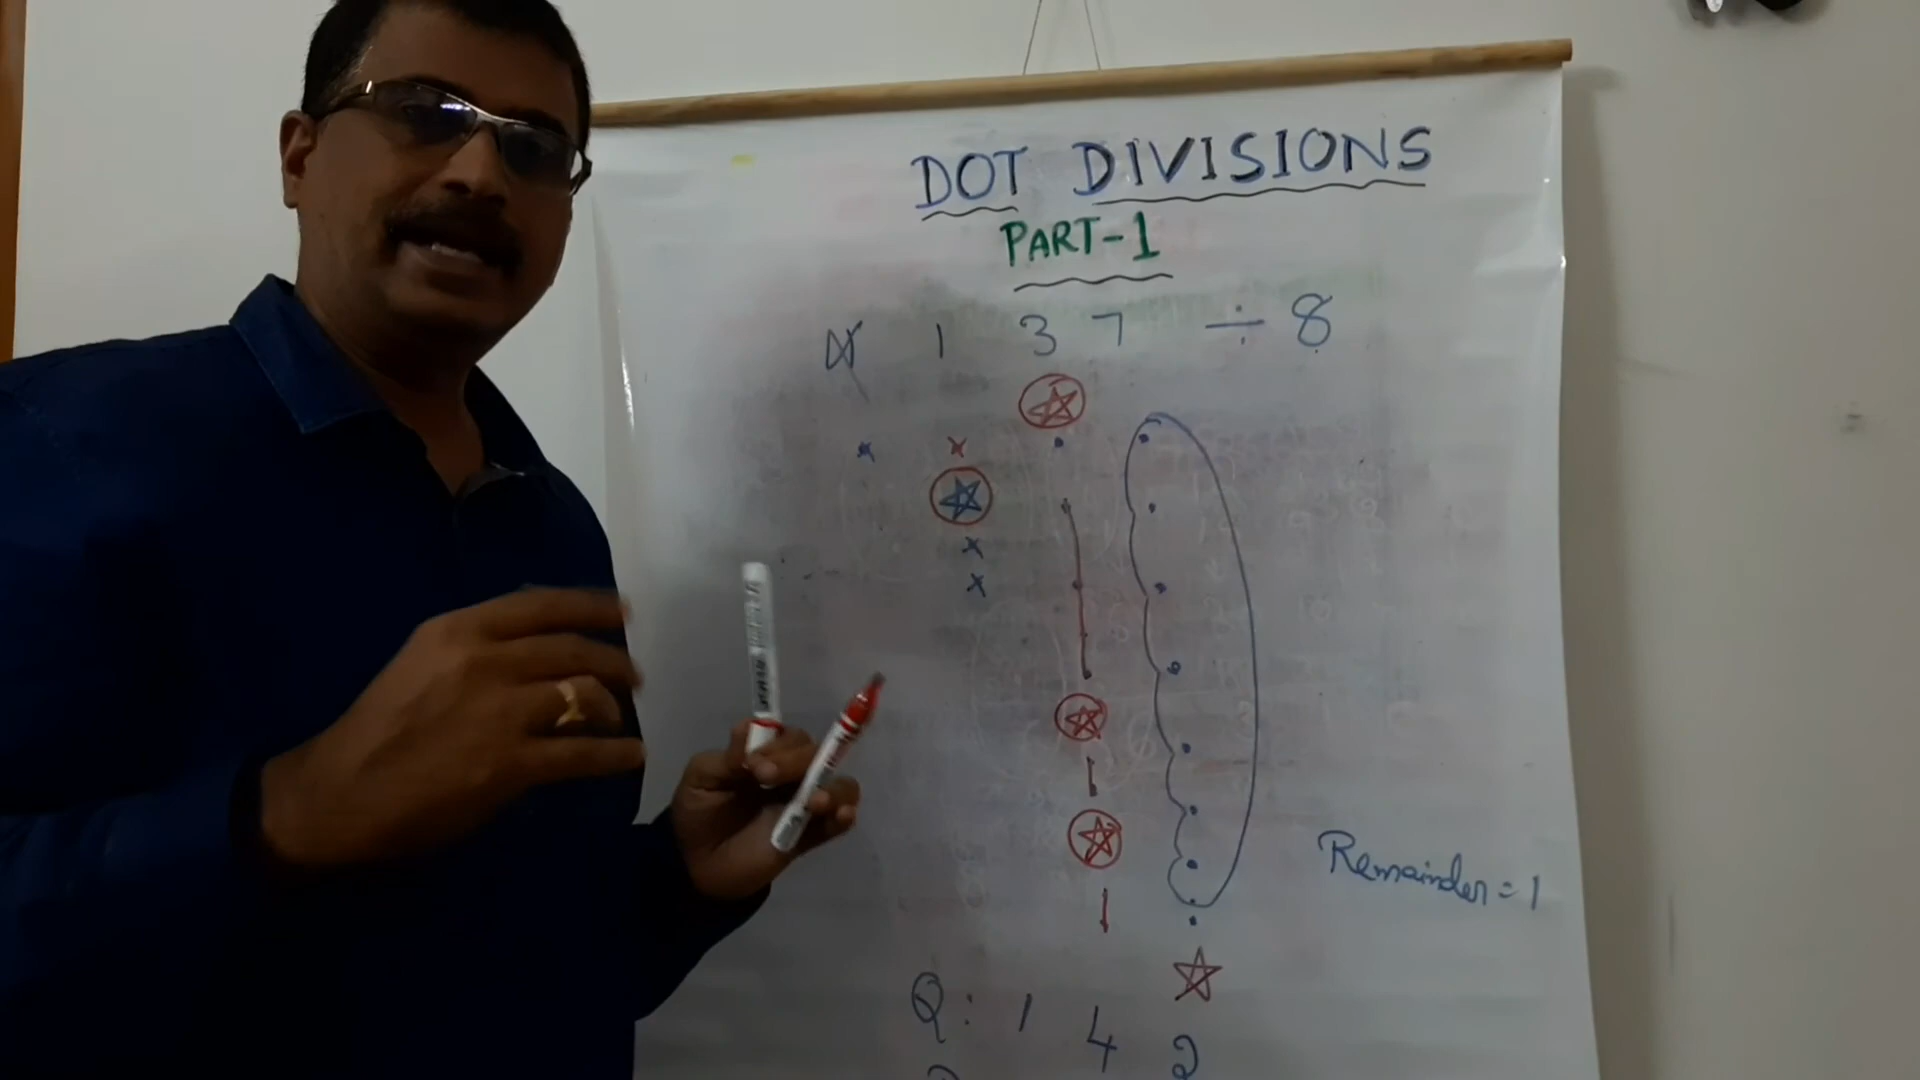 DOT DIVISIONS
PART-1
1 3 7 ÷ 8
Remainder = 1
Q: 1 4 2